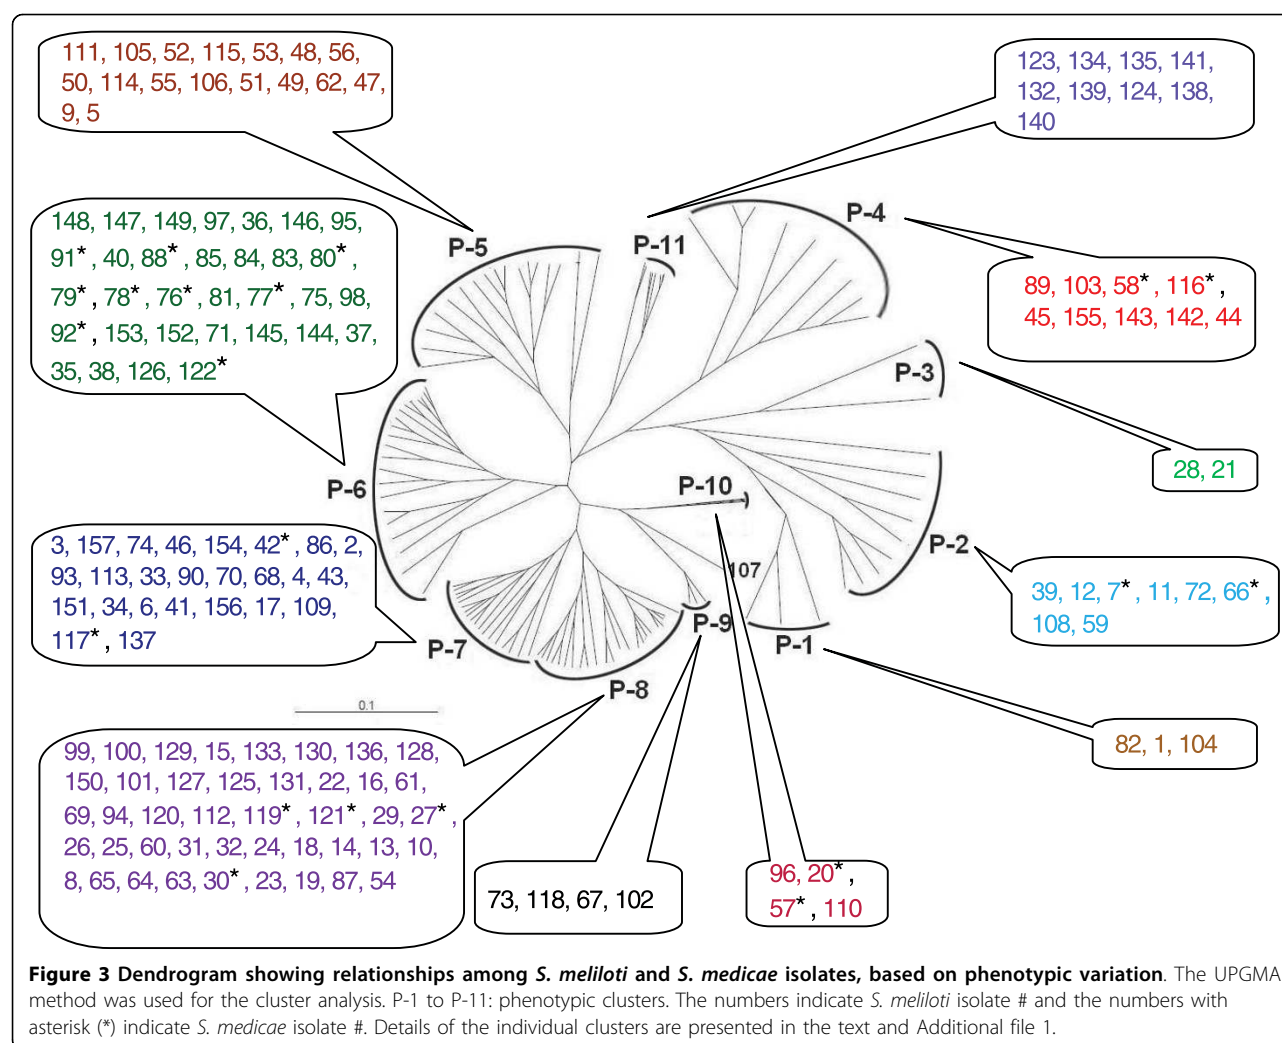 111, 105, 52, 115, 53, 48, 56,
50, 114, 55, 106, 51, 49, 62, 47,
9, 5
123, 134, 135, 141,
132, 139, 124, 138,
140
148, 147, 149, 97, 36, 146, 95,
91* , 40, 88* , 85, 84, 83, 80* ,
79* , 78* , 76* , 81, 77* , 75, 98,
92* , 153, 152, 71, 145, 144, 37,
35, 38, 126, 122*
P-4
P-5
P-11
89, 103, 58* , 116* ,
45, 155, 143, 142, 44
P-3
28, 21
P-6
P-10
3, 157, 74, 46, 154, 42* , 86, 2,
93, 113, 33, 90, 70, 68, 4, 43,
151, 34, 6, 41, 156, 17, 109,
117* , 137
P-2
107
39, 12, 7* , 11, 72, 66* ,
108, 59
P-9
P-1
P-7
P-8
0.1
82, 1, 104
99, 100, 129, 15, 133, 130, 136, 128,
150, 101, 127, 125, 131, 22, 16, 61,
69, 94, 120, 112, 119* , 121* , 29, 27* ,
26, 25, 60, 31, 32, 24, 18, 14, 13, 10,
8, 65, 64, 63, 30* , 23, 19, 87, 54
73, 118, 67, 102
96, 20* ,
57* , 110
Figure 3 Dendrogram showing relationships among S. meliloti and S. medicae isolates, based on phenotypic variation. The UPGMA
method was used for the cluster analysis. P-1 to P-11: phenotypic clusters. The numbers indicate S. meliloti isolate # and the numbers with
asterisk (*) indicate S. medicae isolate #. Details of the individual clusters are presented in the text and Additional file 1.